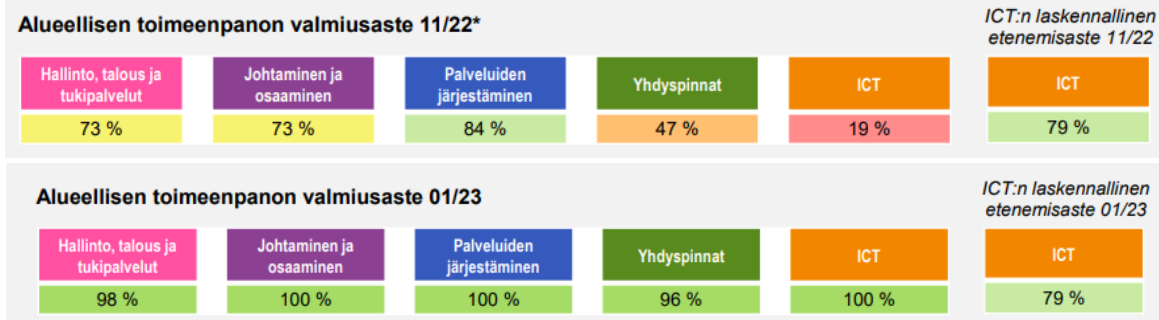 Alueellisen toimeenpanon valmiusaste 11/22*
ICT:n laskennallinen
etenemisaste 11/22
Hallinto, talous ja
tukipalvelut
Johtaminen ja
osaaminen
Palveluiden
järjestäminen
Yhdyspinnat
ICT
ICT
73 %
73 %
84 %
47 %
19 %
79 %
Alueellisen toimeenpanon valmiusaste 01/23
ICT:n laskennallinen
etenemisaste 01/23
Hallinto, talous ja
tukipalvelut
Johtaminen ja
osaaminen
Palveluiden
järjestäminen
Yhdyspinnat
ICT
ICT
98 %
100 %
100 %
96 %
100 %
79 %